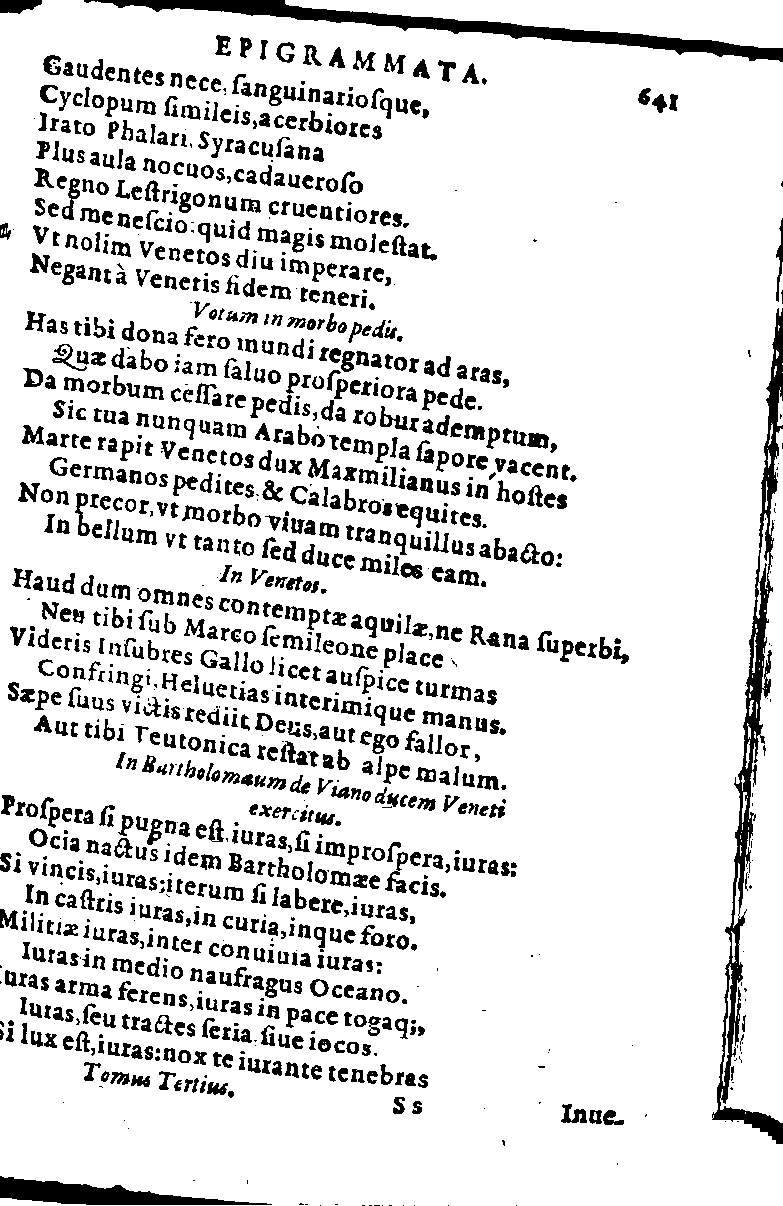 EPIGRAMMATA. 641
Gaudentes nece, ſanguinarioſque,
Cyclopum ſimileis, acerbiores
Irato Phalari, Syracuſana
Plus aula nocuos, cadaueroſo
Regno Leſtrigonum cruentiores.
Sed me neſcio quid magis moleſtat.
Vt nolim Venetos diu imperare,
Negant à Venetis fidem teneri.
Votum in morbo pedis.
Has tibi dona fero mundi regnator ad aras,
Quæ dabo iam ſaluo proſperiora pede.
Da morbum ceſſare pedis, da robur ademptum,
Sic tua nunquam Arabo templa ſapore vacent.
Marte rapit Venetos dux Maxmilianus in hoſtes
Germanos pedites, & Calabros equites.
Non precor, vt morbo viuam tranquillus abacto:
In bellum vt tanto ſed duce miles eam.
In Venetos.
Haud dum omnes contemptæ aquilæ, ne Rana ſuperbi,
Neu tibi ſub Marco ſemileone place
Videris Inſubres Gallo licet auſpice turmas
Confringi, Heluetias interimique manus.
Sæpe ſuus victis rediit Deus, aut ego fallor,
Aut tibi Teutonica reſtat ab alpe malum.
In Bartholomæum de Viano ducem Veneti
exercitus.
Proſpera ſi pugna eſt, iuras, ſi improſpera, iuras:
Ocia nactus idem Bartholomæe facis.
Si vincis, iuras: iterum ſi labere, iuras,
In caſtris iuras, in curia, inque foro.
Militiæ iuras, inter conuiuia iuras:
Iuras in medio naufragus Oceano.
Iuras arma ferens, iuras in pace togaq;,
Iuras, ſeu tractes ſeria, ſiue iocos.
Si lux eſt, iuras: nox te iurante tenebras
Tomus Tertius. S s Inue-